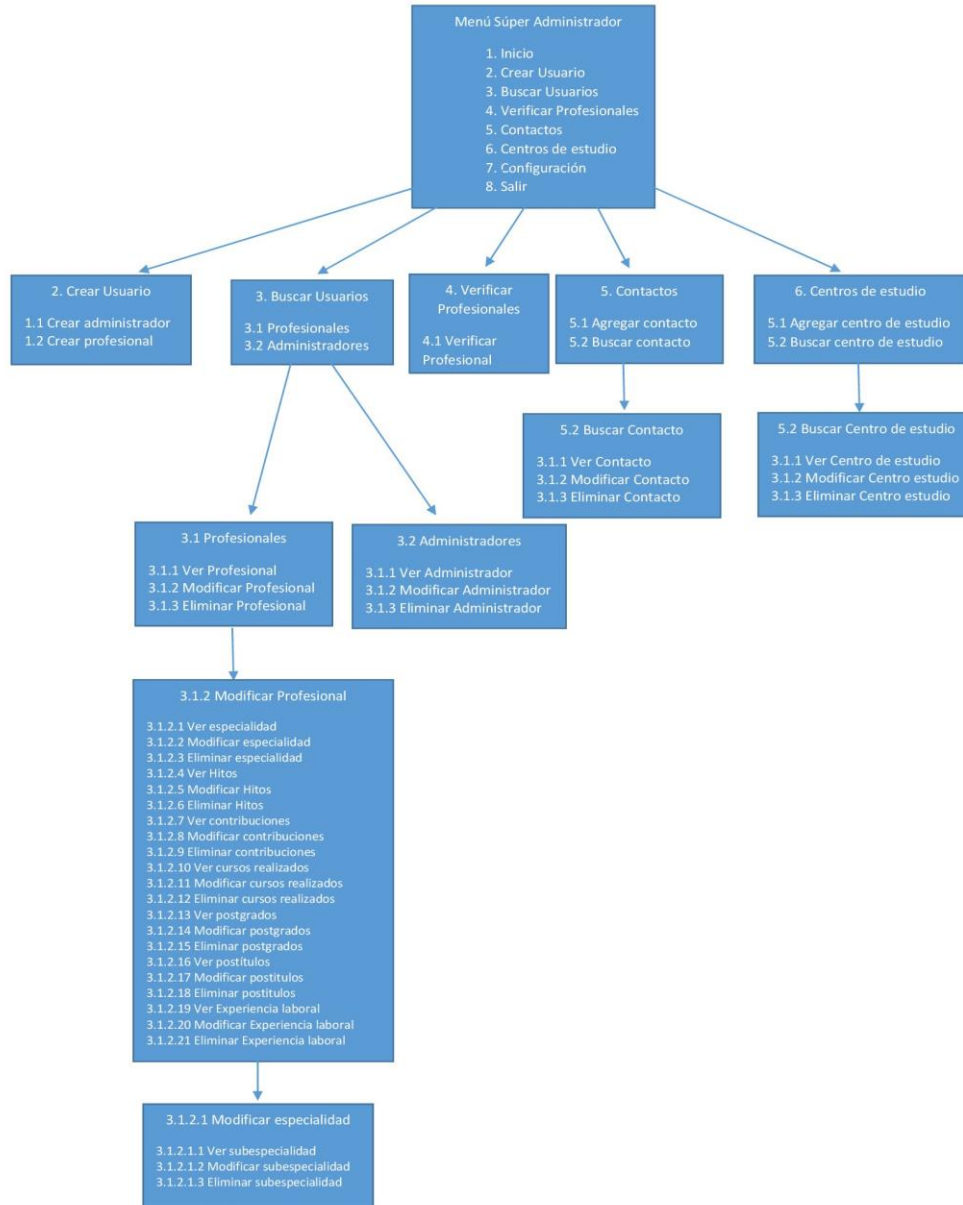 Menú Súper Administrador
1. Inicio
2. Crear Usuario
3. Buscar Usuarios
4. Verificar Profesionales
5. Contactos
6. Centros de estudio
7. Configuración
8. Salir
2. Crear Usuario
1.1 Crear administrador
1.2 Crear profesional
3. Buscar Usuarios
3.1 Profesionales
3.2 Administradores
4. Verificar
Profesionales
4.1 Verificar
Profesional
5. Contactos
5.1 Agregar contacto
5.2 Buscar contacto
6. Centros de estudio
5.1 Agregar centro de estudio
5.2 Buscar centro de estudio
5.2 Buscar Contacto
3.1.1 Ver Contacto
3.1.2 Modificar Contacto
3.1.3 Eliminar Contacto
5.2 Buscar Centro de estudio
3.1.1 Ver Centro de estudio
3.1.2 Modificar Centro estudio
3.1.3 Eliminar Centro estudio
3.1 Profesionales
3.1.1 Ver Profesional
3.1.2 Modificar Profesional
3.1.3 Eliminar Profesional
3.2 Administradores
3.1.1 Ver Administrador
3.1.2 Modificar Administrador
3.1.3 Eliminar Administrador
3.1.2 Modificar Profesional
3.1.2.1 Ver especialidad
3.1.2.2 Modificar especialidad
3.1.2.3 Eliminar especialidad
3.1.2.4 Ver Hitos
3.1.2.5 Modificar Hitos
3.1.2.6 Eliminar Hitos
3.1.2.7 Ver contribuciones
3.1.2.8 Modificar contribuciones
3.1.2.9 Eliminar contribuciones
3.1.2.10 Ver cursos realizados
3.1.2.11 Modificar cursos realizados
3.1.2.12 Eliminar cursos realizados
3.1.2.13 Ver postgrados
3.1.2.14 Modificar postgrados
3.1.2.15 Eliminar postgrados
3.1.2.16 Ver postítulos
3.1.2.17 Modificar postitulos
3.1.2.18 Eliminar postitulos
3.1.2.19 Ver Experiencia laboral
3.1.2.20 Modificar Experiencia laboral
3.1.2.21 Eliminar Experiencia laboral
3.1.2.1 Modificar especialidad
3.1.2.1.1 Ver subespecialidad
3.1.2.1.2 Modificar subespecialidad
3.1.2.1.3 Eliminar subespecialidad